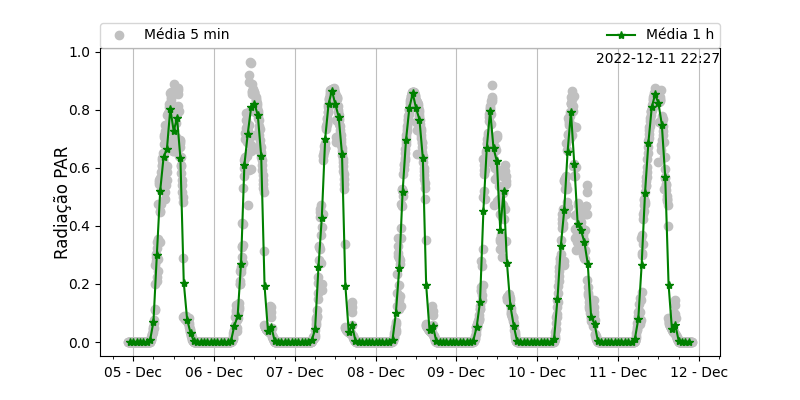 Média 5 min
Média 1 h
2022-12-11 22:27
Radiação PAR
1.0
0.8
0.6
0.4
0.2
0.0
05 - Dec
06 - Dec
07 - Dec
08 - Dec
09 - Dec
10 - Dec
11 - Dec
12 - Dec